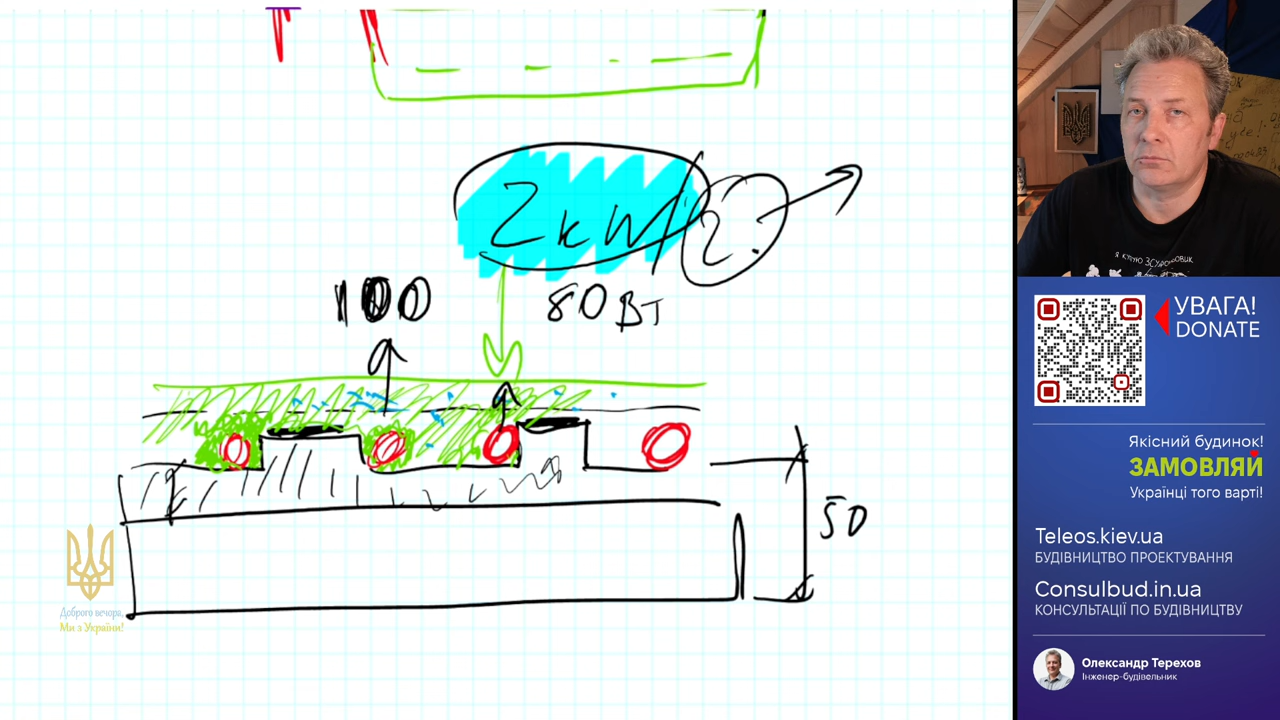 2kW
2.
100
80Вт
50
Доброго вечора,
Ми з України!
УВАГА!
DONATE
Якісний будинок!
ЗАМОВЛЯЙ
Українці того варті!
Teleos.kiev.ua
БУДІВНИЦТВО ПРОЕКТУВАННЯ
Consulbud.in.ua
КОНСУЛЬТАЦІЇ ПО БУДІВНИЦТВУ
Олександр Терехов
Інженер-будівельник